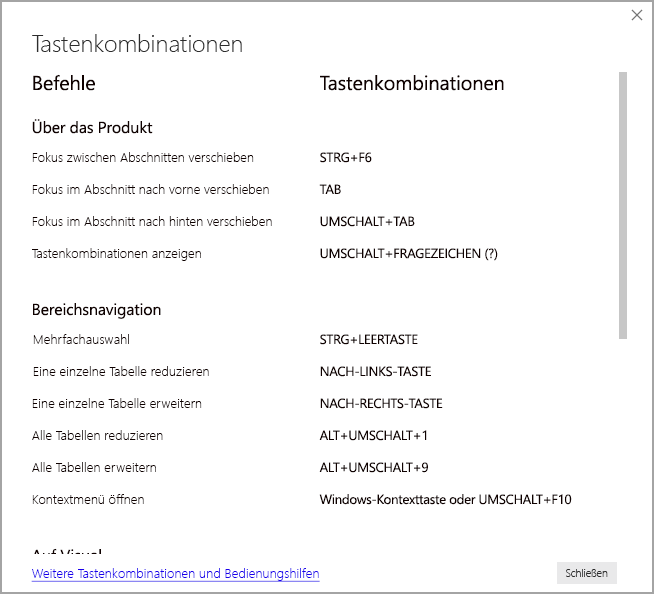 Tastenkombinationen
Befehle Tastenkombinationen
Über das Produkt
Fokus zwischen Abschnitten verschieben STRG+F6
Fokus im Abschnitt nach vorne verschieben TAB
Fokus im Abschnitt nach hinten verschieben UMSCHALT+TAB
Tastenkombinationen anzeigen UMSCHALT+FRAGEZEICHEN (?)
Bereichsnavigation
Mehrfachauswahl STRG+LEERTASTE
Eine einzelne Tabelle reduzieren NACH-LINKS-TASTE
Eine einzelne Tabelle erweitern NACH-RECHTS-TASTE
Alle Tabellen reduzieren ALT+UMSCHALT+1
Alle Tabellen erweitern ALT+UMSCHALT+9
Kontextmenü öffnen Windows-Kontexttaste oder UMSCHALT+F10
Auf Visual
Weitere Tastenkombinationen und Bedienungshilfen Schließen